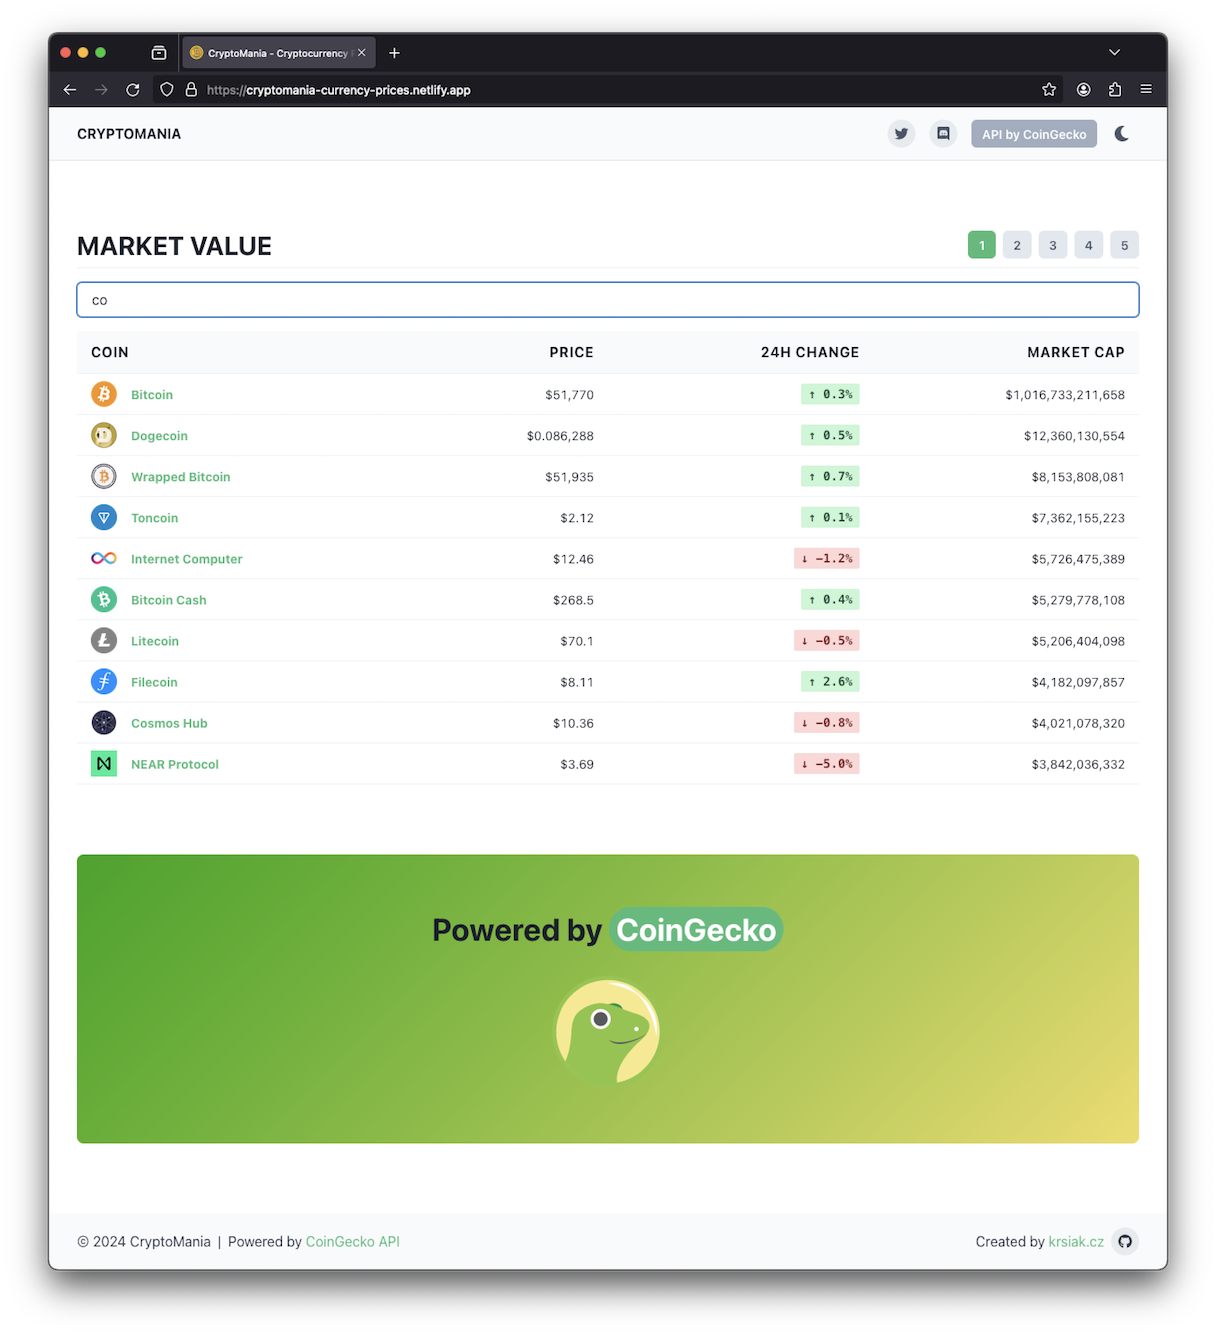 CryptoMania - Cryptocurrency
https://cryptomania-currency-prices.netlify.app
CRYPTOMANIA API by CoinGecko
MARKET VALUE 1 2 3 4 5
co
COIN PRICE 24H CHANGE MARKET CAP
Bitcoin $51,770 ↑ 0.3% $1,016,733,211,658
Dogecoin $0.086,288 ↑ 0.5% $12,360,130,554
Wrapped Bitcoin $51,935 ↑ 0.7% $8,153,808,081
Toncoin $2.12 ↑ 0.1% $7,362,155,223
Internet Computer $12.46 ↓ -1.2% $5,726,475,389
Bitcoin Cash $268.5 ↑ 0.4% $5,279,778,108
Litecoin $70.1 ↓ -0.5% $5,206,404,098
Filecoin $8.11 ↑ 2.6% $4,182,097,857
Cosmos Hub $10.36 ↓ -0.8% $4,021,078,320
NEAR Protocol $3.69 ↓ -5.0% $3,842,036,332
Powered by CoinGecko
© 2024 CryptoMania | Powered by CoinGecko API Created by krsiak.cz